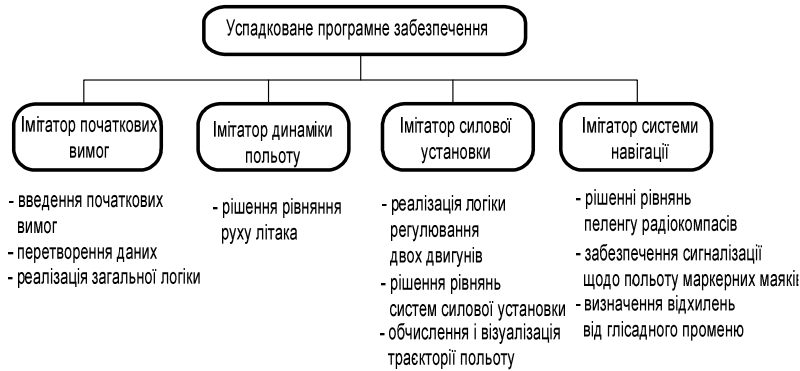 Успадковане програмне забезпечення
Імітатор початкових
вимог
- введення початкових
вимог
- перетворення даних
- реалізація загальної логіки
Імітатор динаміки
польоту
- рішення рівняння
руху літака
Імітатор силової
установки
- реалізація логіки
регулювання
двох двигунів
- рішення рівнянь
систем силової установки
- обчислення і візуалізація
траєкторії польоту
Імітатор системи
навігації
- рішенні рівнянь
пеленгу радіокомпасів
- забезпечення сигналізації
щодо польоту маркерних маяків
- визначення відхилень
від глісадного променю